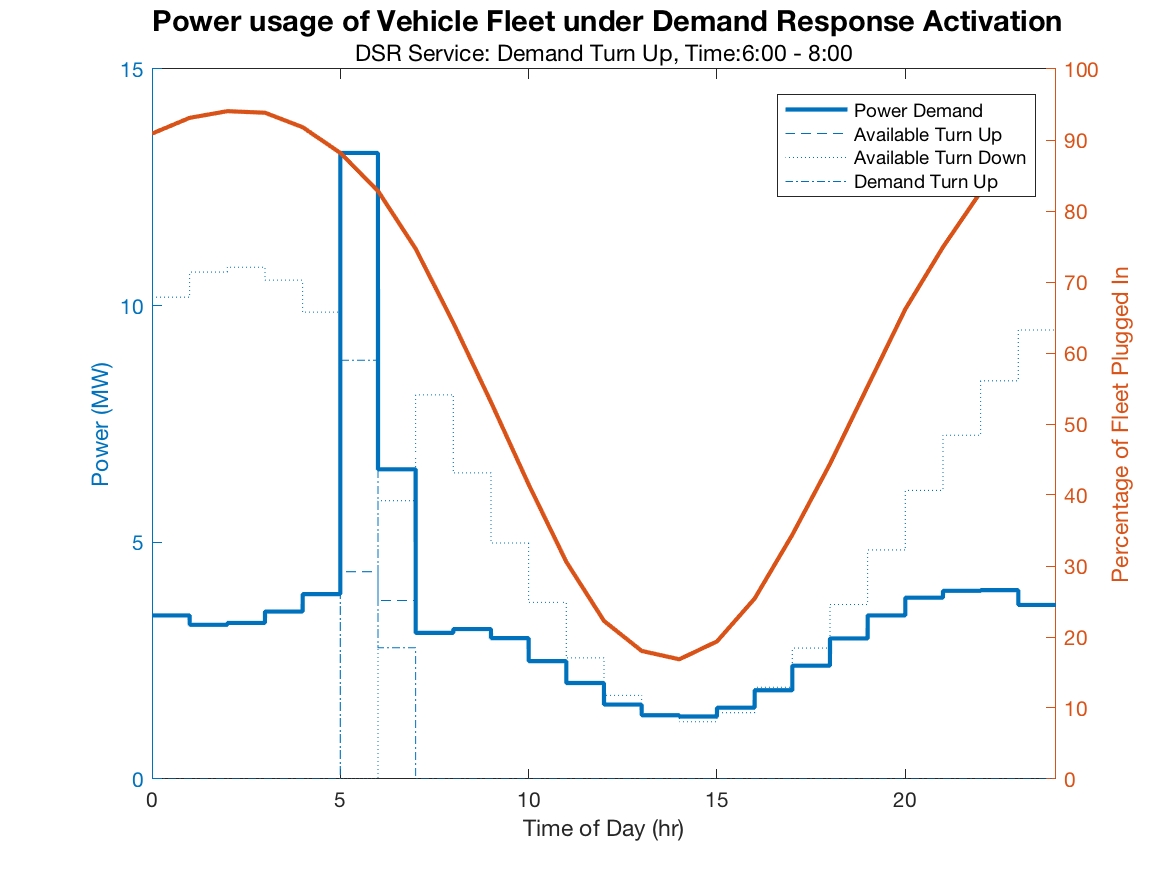 Power usage of Vehicle Fleet under Demand Response Activation
DSR Service: Demand Turn Up, Time:6:00 - 8:00
15
10
5
0
Power (MW)
100
90
80
70
60
50
40
30
20
10
0
Percentage of Fleet Plugged In
Power Demand
Available Turn Up
Available Turn Down
Demand Turn Up
0
5
10
15
20
Time of Day (hr)